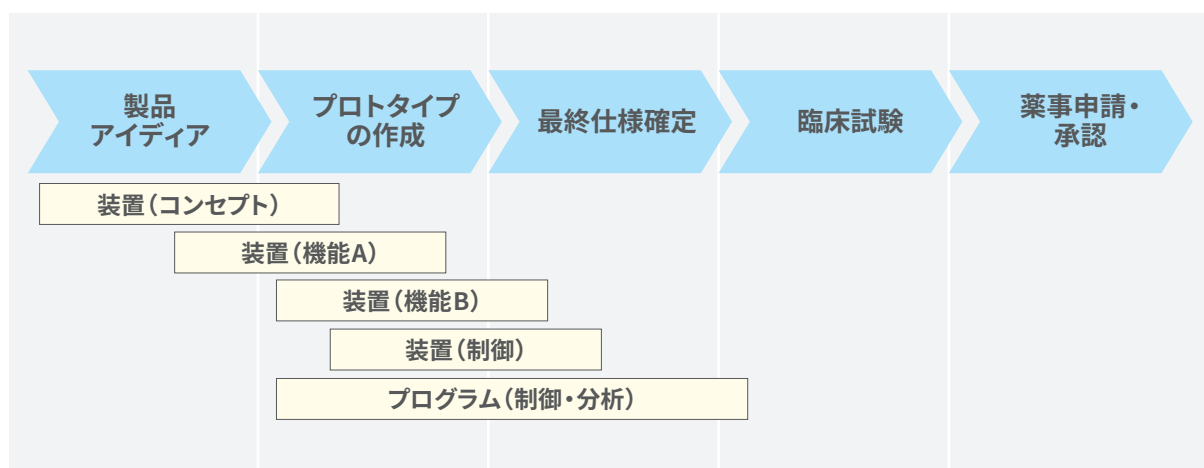 製品
アイディア
プロトタイプ
の作成
最終仕様確定
臨床試験
薬事申請・
承認
装置（コンセプト）
装置（機能A）
装置（機能B）
装置（制御）
プログラム（制御・分析）